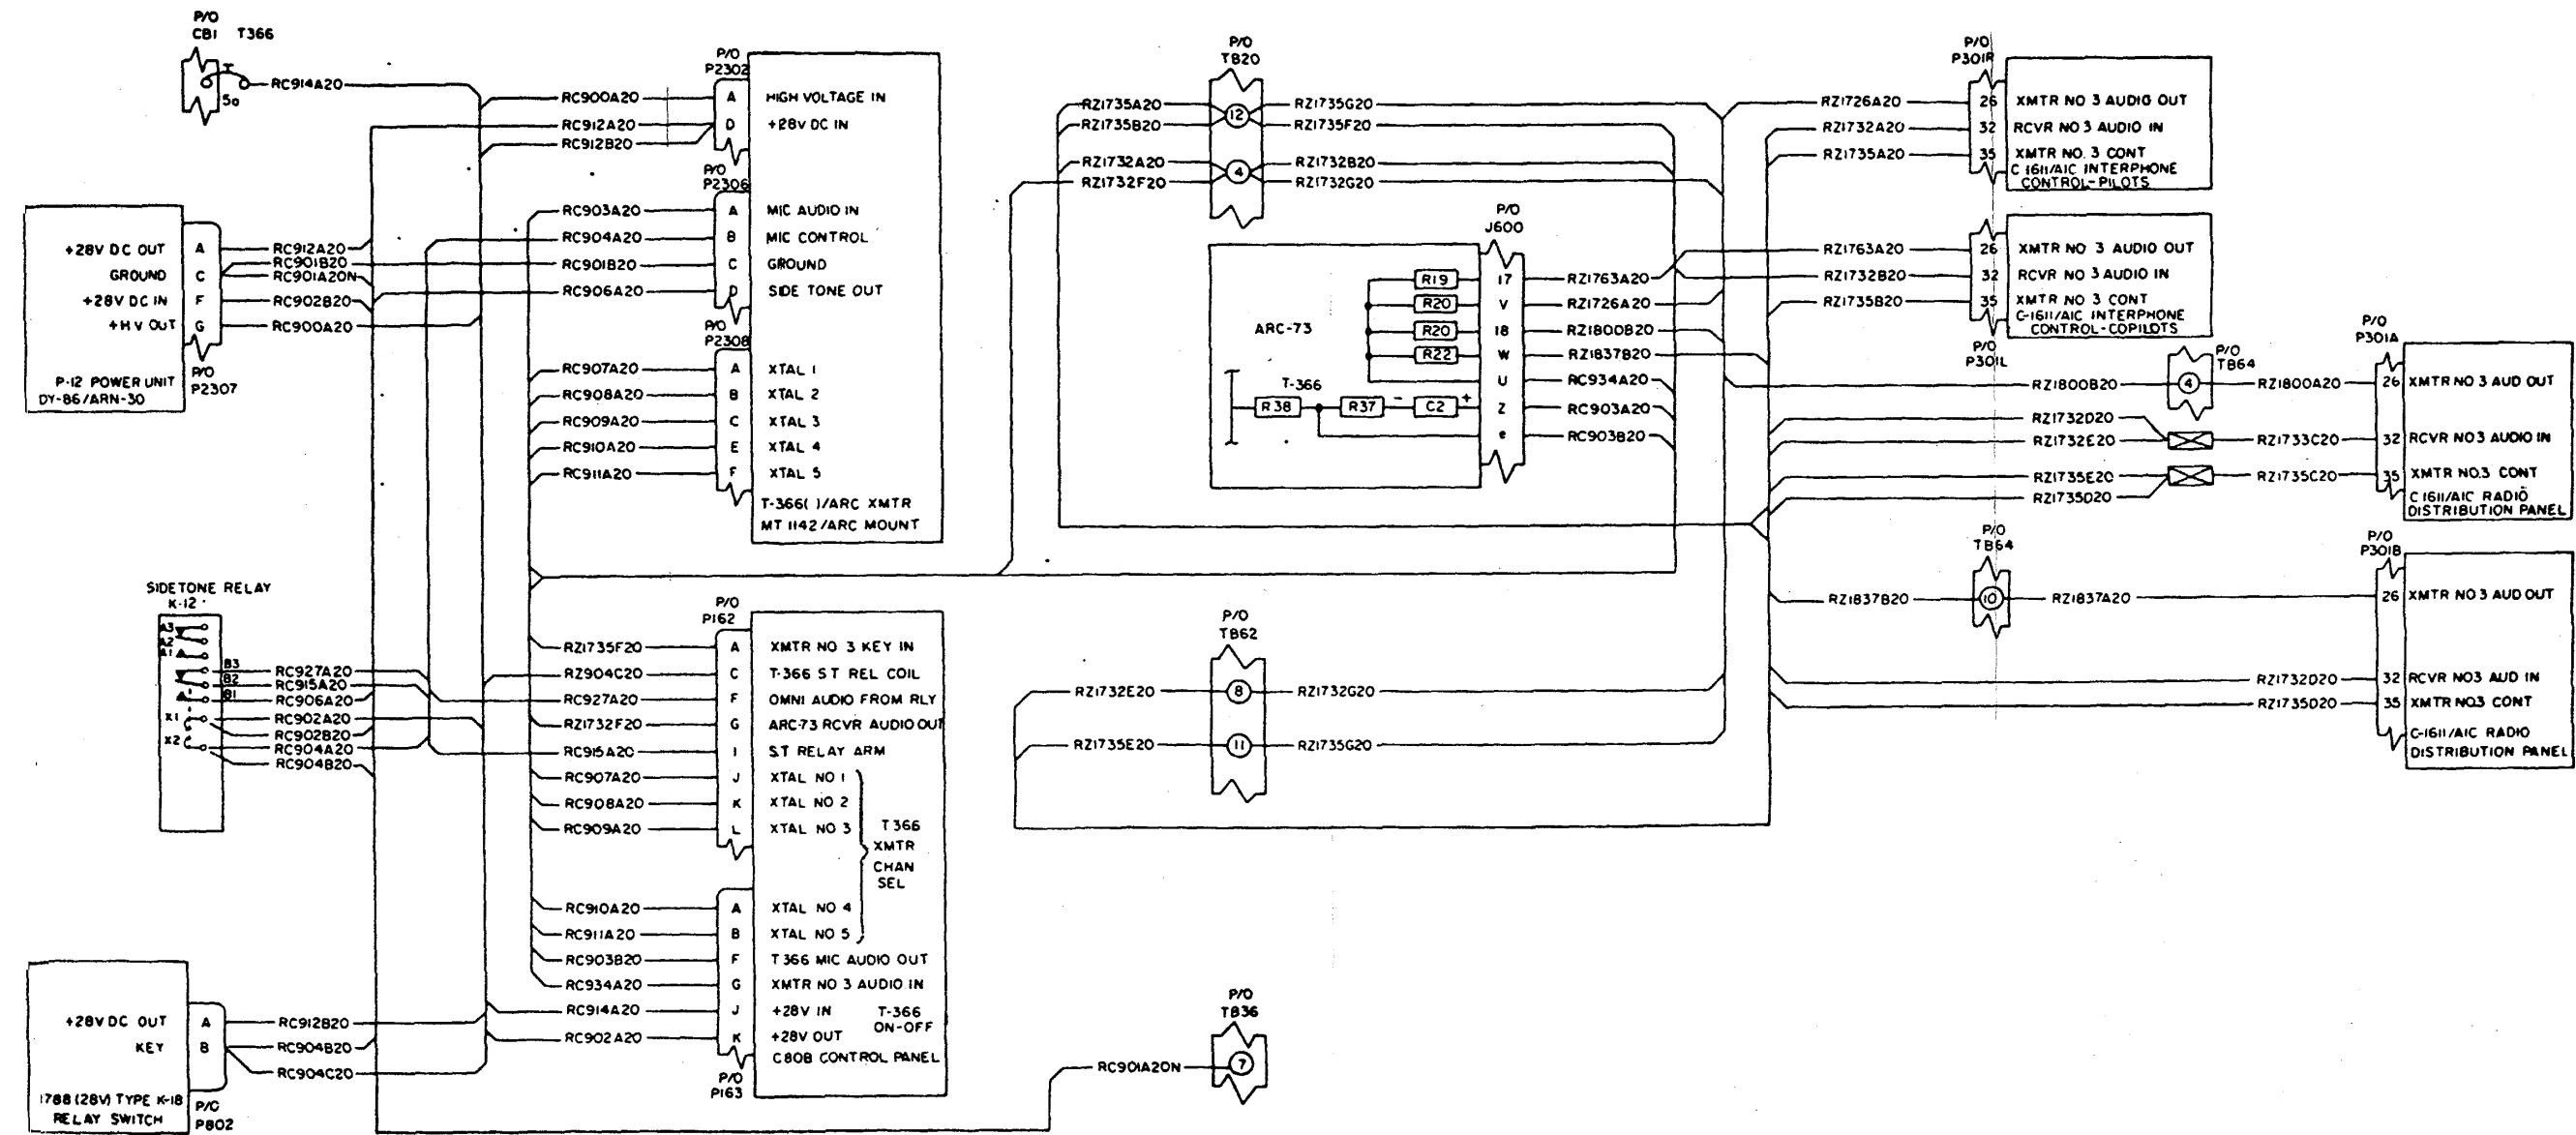 P/O
CB1 T366
5a
RC914A20
P/O
P2302
RC900A20 A HIGH VOLTAGE IN
RC912A20 D +28V DC IN
RC912B20
P/O
P2306
RC903A20 A MIC AUDIO IN
RC904A20 B MIC CONTROL
RC901B20 C GROUND
RC906A20 D SIDE TONE OUT
P/O
P2308
RC907A20 A XTAL 1
RC908A20 B XTAL 2
RC909A20 C XTAL 3
RC910A20 E XTAL 4
RC911A20 F XTAL 5
T-366( )/ARC XMTR
MT 1142/ARC MOUNT
+28V DC OUT A RC912A20
RC901B20
GROUND C RC901A20N
+28V DC IN F RC902B20
+HV OUT G RC900A20
P-12 POWER UNIT
DY-86/ARN-30
P/O
P2307
SIDETONE RELAY
K-12
A3
A2
A1
B3 RC927A20
B2 RC915A20
B1 RC906A20
X1 RC902A20
RC902B20
X2 RC904A20
RC904B20
P/O
P162
RZ1735F20 A XMTR NO 3 KEY IN
RZ904C20 C T-366 ST REL COIL
RC927A20 F OMNI AUDIO FROM RLY
RZ1732F20 G ARC-73 RCVR AUDIO OUT
RC915A20 I S.T RELAY ARM
RC907A20 J XTAL NO 1
RC908A20 K XTAL NO 2
RC909A20 L XTAL NO 3
T366
XMTR
CHAN
SEL
RC910A20 A XTAL NO 4
RC911A20 B XTAL NO 5
RC903B20 F T366 MIC AUDIO OUT
RC934A20 G XMTR NO 3 AUDIO IN
RC914A20 J +28V IN
RC902A20 K +28V OUT
T-366
ON-OFF
C80B CONTROL PANEL
P/O
P163
+28V DC OUT A RC912B20
KEY B RC904B20
RC904C20
1788 (28V) TYPE K-18
RELAY SWITCH
P/O
P802
P/O
TB20
RZ1735A20 12 RZ1735G20
RZ1735B20 RZ1735F20
RZ1732A20 4 RZ1732B20
RZ1732F20 RZ1732G20
P/O
J600
ARC-73
R19 17 RZ1763A20
R20 V RZ1726A20
R20 18 RZ1800B20
R22 W RZ1837B20
U RC934A20
T-366
R38 R37 - C2 + Z RC903A20
e RC903B20
P/O
TB62
RZ1732E20 8 RZ1732G20
RZ1735E20 11 RZ1735G20
P/O
TB36
RC901A20N 7
P/O
P301R
RZ1726A20 26 XMTR NO 3 AUDIO OUT
RZ1732A20 32 RCVR NO 3 AUDIO IN
RZ1735A20 35 XMTR NO. 3 CONT
C 1611/AIC INTERPHONE
CONTROL-PILOTS
RZ1763A20 26 XMTR NO 3 AUDIO OUT
RZ1732B20 32 RCVR NO 3 AUDIO IN
RZ1735B20 35 XMTR NO 3 CONT
C-1611/AIC INTERPHONE
CONTROL-COPILOTS
P/O
P301L
P/O
TB64
P/O
P301A
RZ1800B20 4 RZ1800A20 26 XMTR NO 3 AUD OUT
RZ1732D20
RZ1732E20 RZ1733C20 32 RCVR NO3 AUDIO IN
RZ1735E20 RZ1735C20 35 XMTR NO.3 CONT
RZ1735D20
C 1611/AIC RADIO
DISTRIBUTION PANEL
P/O
TB64
P/O
P301B
RZ1837B20 10 RZ1837A20 26 XMTR NO 3 AUD OUT
RZ1732D20 32 RCVR NO3 AUD IN
RZ1735D20 35 XMTR NO3 CONT
C-1611/AIC RADIO
DISTRIBUTION PANEL